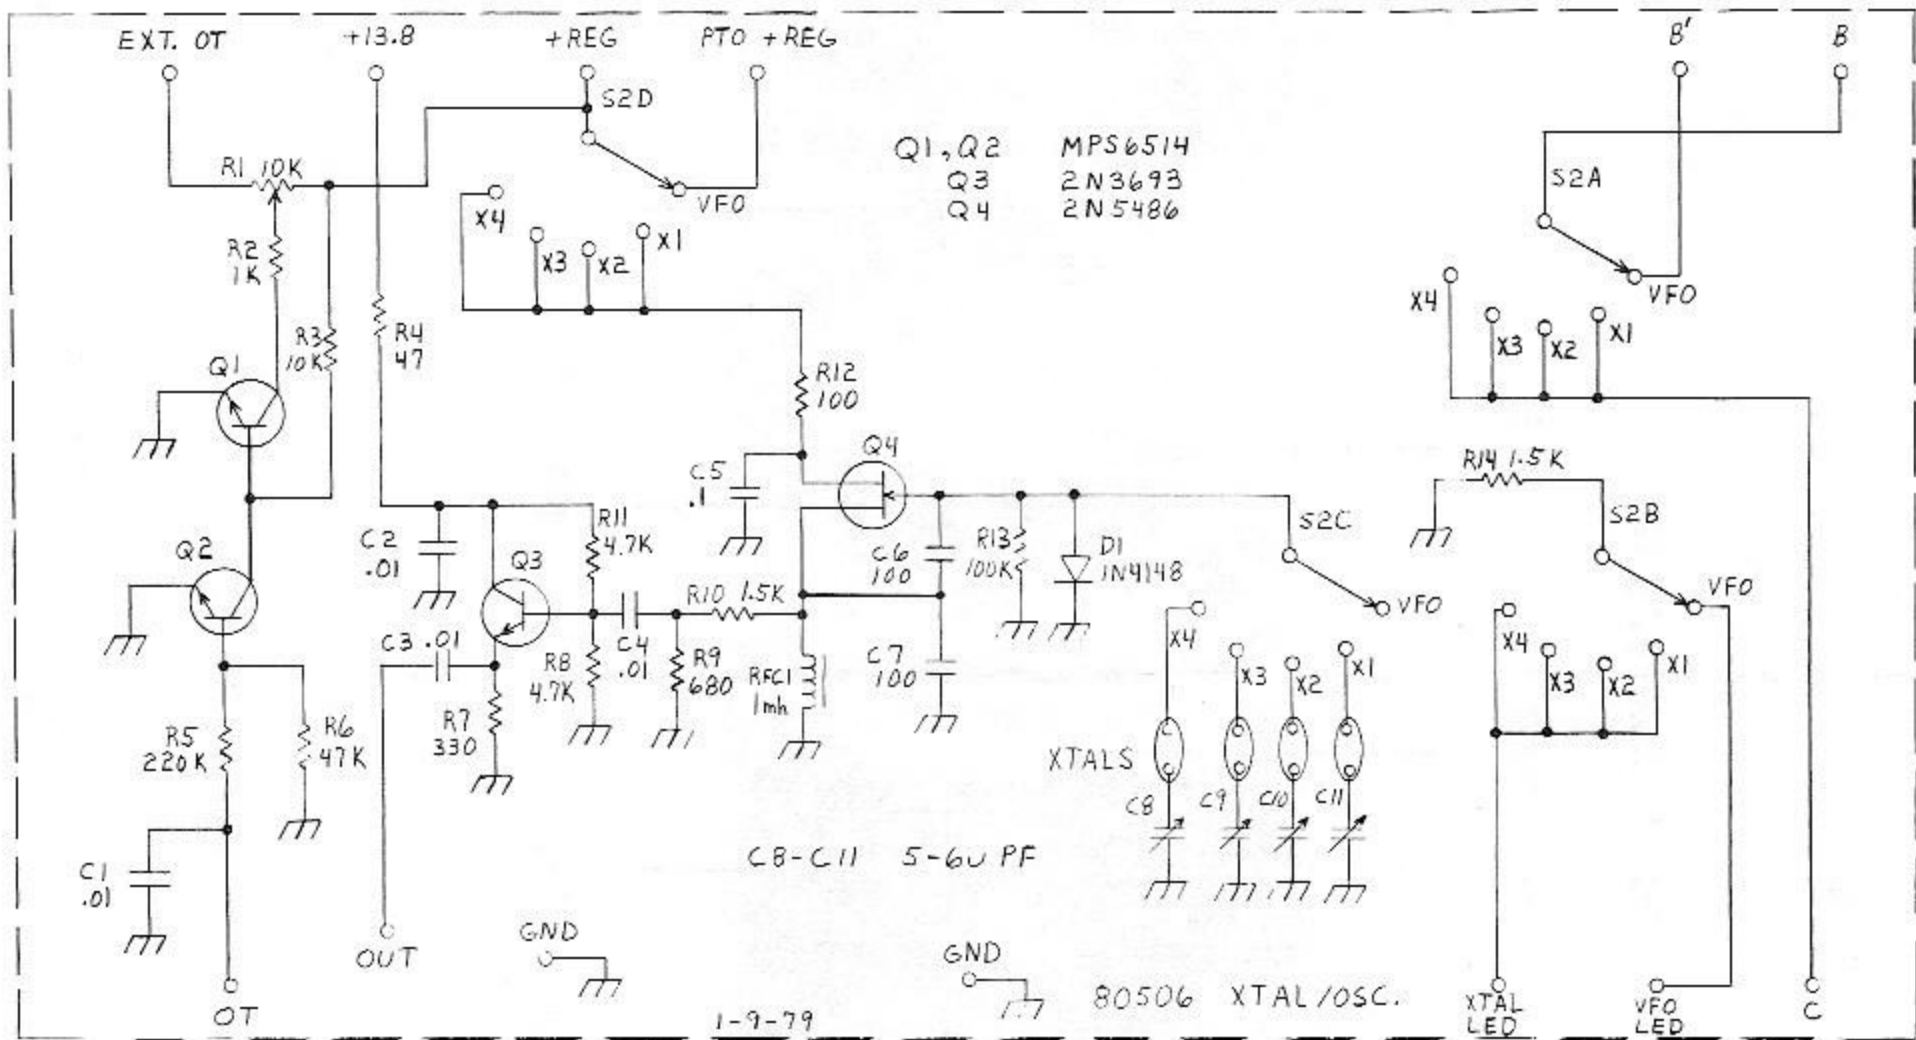 EXT. OT
+13.8
+REG
PTO +REG
B'
B
S2D
Q1,Q2 MPS6514
Q3 2N3693
Q4 2N5486
R1 10K
VFO
X4
X3
X2
X1
S2A
VFO
X4
X3
X2
X1
R2
1K
R3
10K
R4
47
Q1
R12
100
Q4
C5
.1
R14 1.5K
S2B
S2C
Q2
C2
.01
Q3
R11
4.7K
C6
100
R13
100K
D1
1N4148
R10 1.5K
VFO
VFO
C3 .01
C4
.01
R8
4.7K
R9
680
RFC1
1mh
C7
100
X4
X3
X2
X1
X4
X3
X2
X1
R5
220K
R6
47K
R7
330
XTALS
C8
C9
C10
C11
C8-C11 5-60 PF
C1
.01
OUT
GND
GND
OT
1-9-79
80506 XTAL/OSC.
XTAL
LED
VFO
LED
C